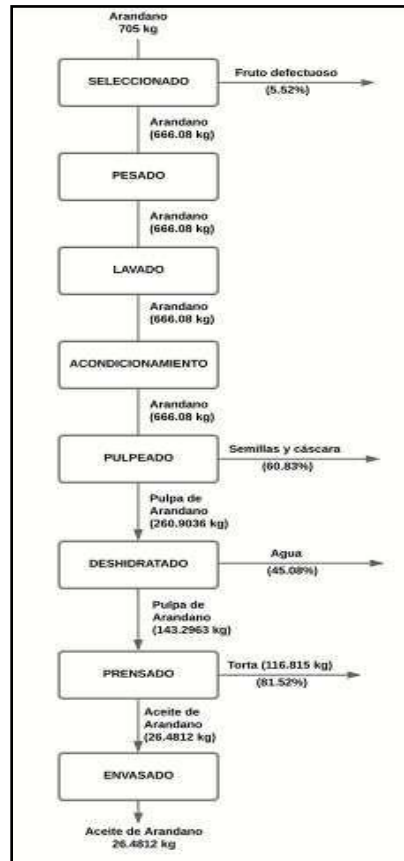 Arandano
705 kg
SELECCIONADO
Fruto defectuoso
(5.52%)
Arandano
(666.08 kg)
PESADO
Arandano
(666.08 kg)
LAVADO
Arandano
(666.08 kg)
ACONDICIONAMIENTO
Arandano
(666.08 kg)
PULPEADO
Semillas y cáscara
(60.83%)
Pulpa de
Arandano
(260.9036 kg)
DESHIDRATADO
Agua
(45.08%)
Pulpa de
Arandano
(143.2963 kg)
PRENSADO
Torta (116.815 kg)
(81.52%)
Aceite de
Arandano
(26.4812 kg)
ENVASADO
Aceite de Arandano
26.4812 kg